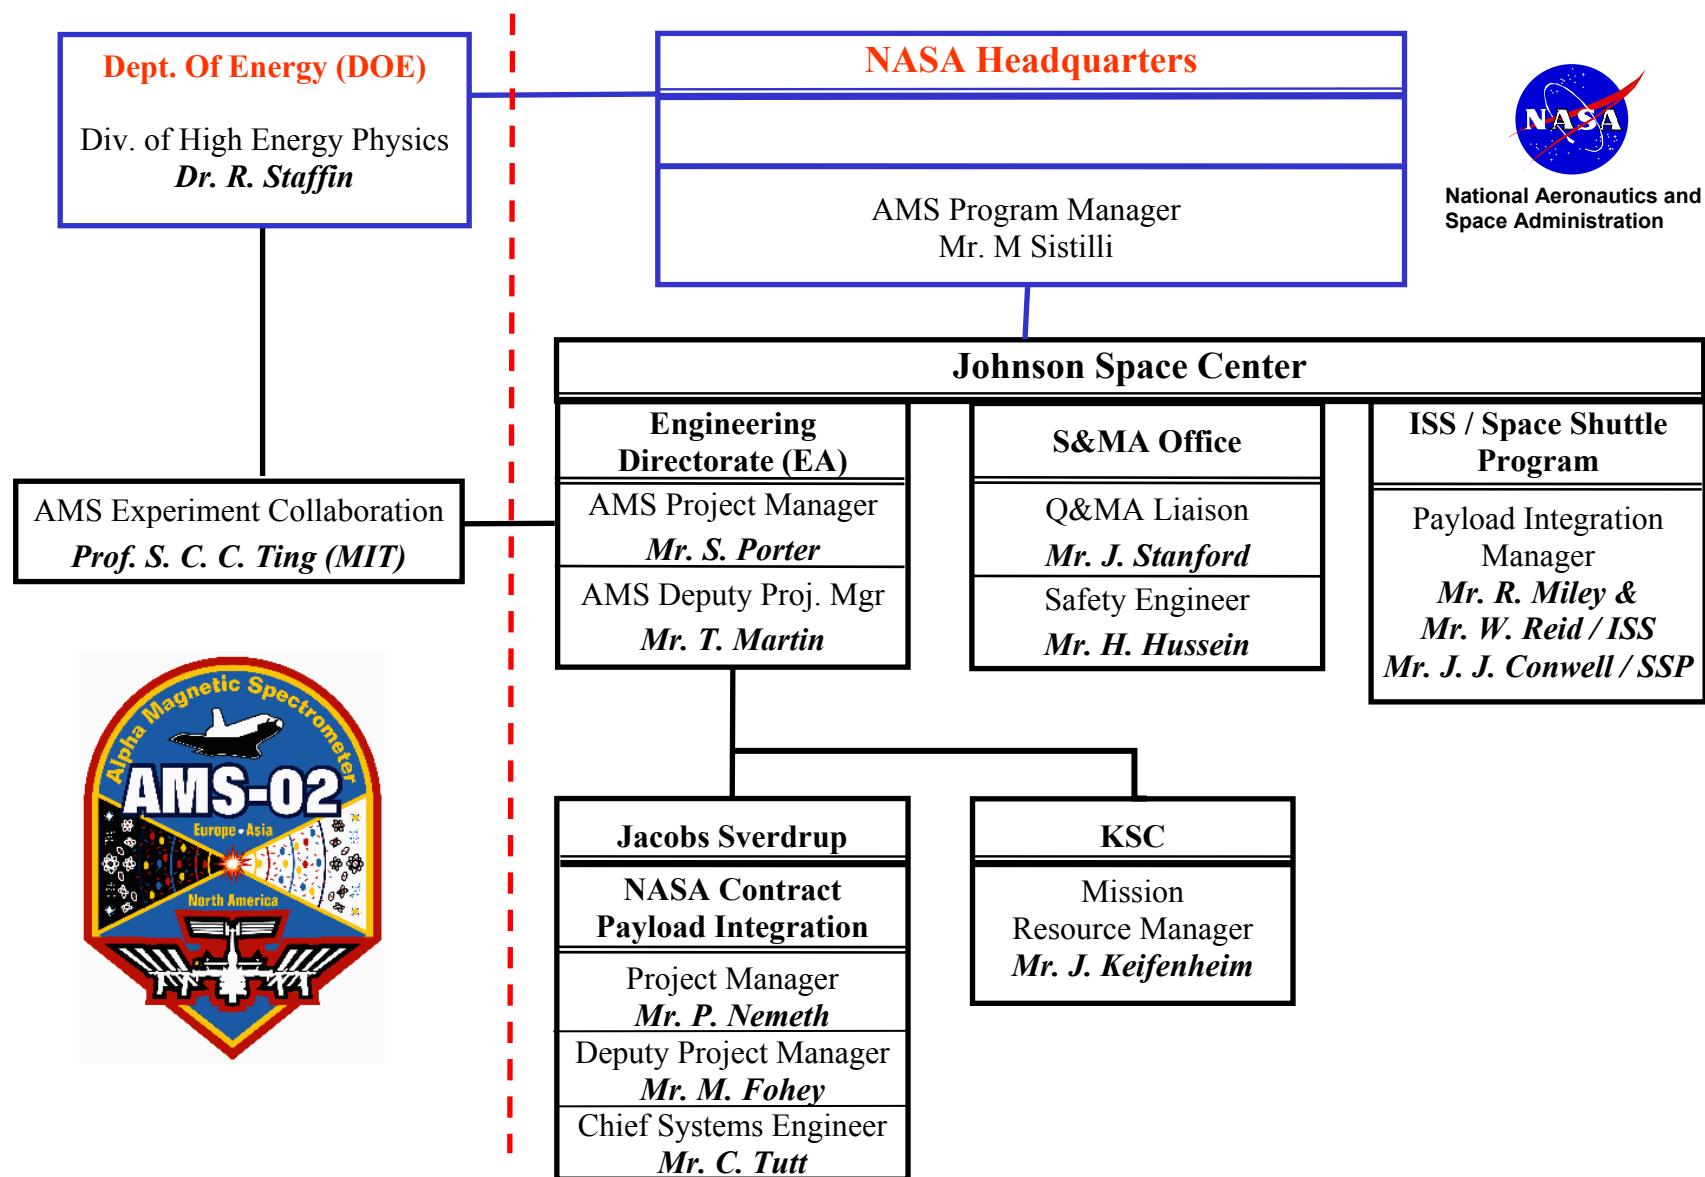 Dept. Of Energy (DOE)
Div. of High Energy Physics
Dr. R. Staffin
NASA Headquarters
AMS Program Manager
Mr. M Sistilli
NASA
National Aeronautics and
Space Administration
Johnson Space Center
Engineering
Directorate (EA)
AMS Project Manager
Mr. S. Porter
AMS Deputy Proj. Mgr
Mr. T. Martin
S&MA Office
Q&MA Liaison
Mr. J. Stanford
Safety Engineer
Mr. H. Hussein
ISS / Space Shuttle
Program
Payload Integration
Manager
Mr. R. Miley &
Mr. W. Reid / ISS
Mr. J. J. Conwell / SSP
AMS Experiment Collaboration
Prof. S. C. C. Ting (MIT)
Alpha Magnetic Spectrometer
AMS-02
Europe • Asia
North America
Jacobs Sverdrup
NASA Contract
Payload Integration
Project Manager
Mr. P. Nemeth
Deputy Project Manager
Mr. M. Fohey
Chief Systems Engineer
Mr. C. Tutt
KSC
Mission
Resource Manager
Mr. J. Keifenheim